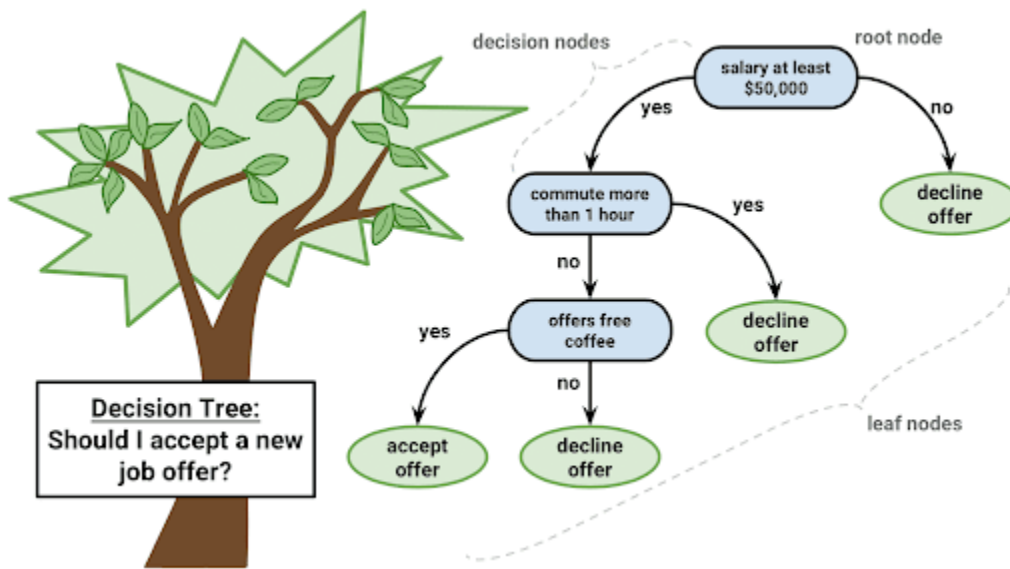 decision nodes
root node
salary at least
$50,000
yes
no
commute more
than 1 hour
yes
decline
offer
no
offers free
coffee
decline
offer
yes
no
Decision Tree:
Should I accept a new
job offer?
accept
offer
decline
offer
leaf nodes